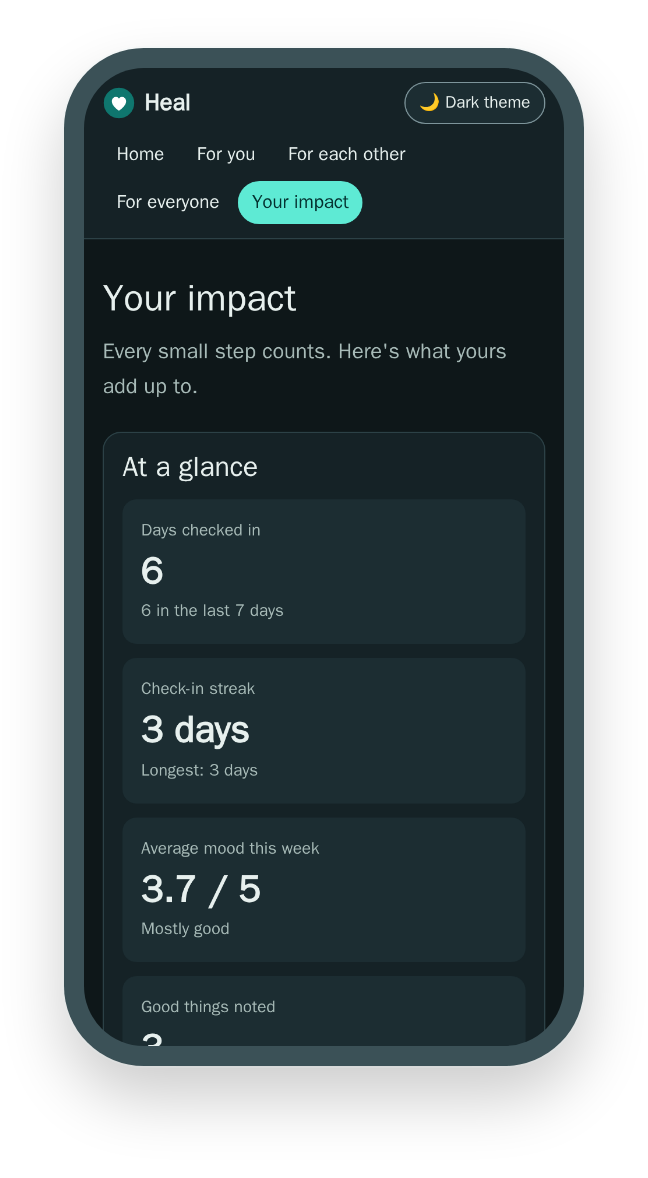 Heal
🌙 Dark theme
Home For you For each other
For everyone Your impact
Your impact
Every small step counts. Here's what yours
add up to.
At a glance
Days checked in
6
6 in the last 7 days
Check-in streak
3 days
Longest: 3 days
Average mood this week
3.7 / 5
Mostly good
Good things noted